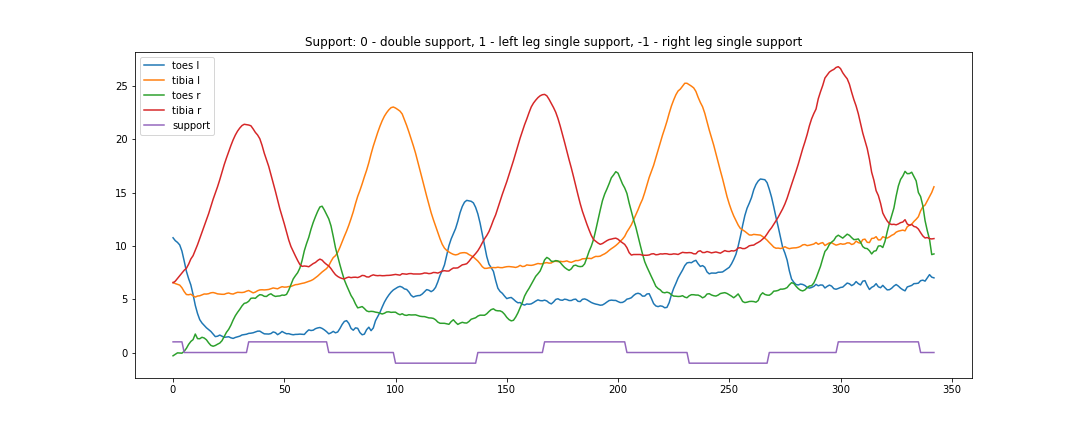 Support: 0 - double support, 1 - left leg single support, -1 - right leg single support
toes l
tibia l
toes r
tibia r
support
25
20
15
10
5
0
0 50 100 150 200 250 300 350